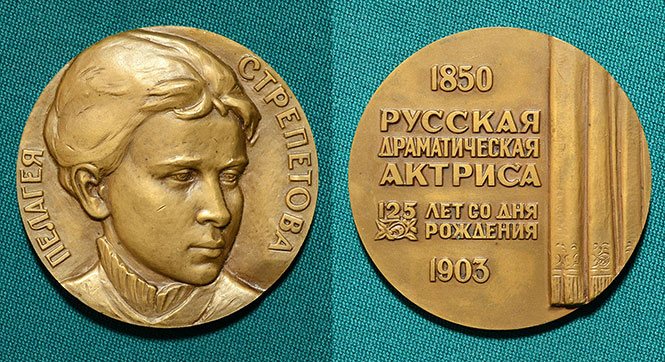 ПЕЛАГЕЯ
СТРЕПЕТОВА
1850
РУССКАЯ
ДРАМАТИЧЕСКАЯ
АКТРИСА
125 ЛЕТ СО ДНЯ
РОЖДЕНИЯ
1903